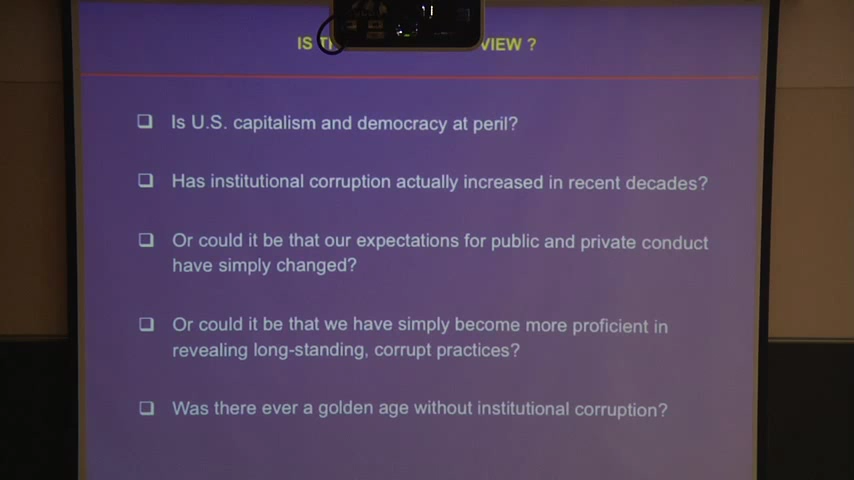 IS VIEW ?
❑ Is U.S. capitalism and democracy at peril?
❑ Has institutional corruption actually increased in recent decades?
❑ Or could it be that our expectations for public and private conduct
have simply changed?
❑ Or could it be that we have simply become more proficient in
revealing long-standing, corrupt practices?
❑ Was there ever a golden age without institutional corruption?